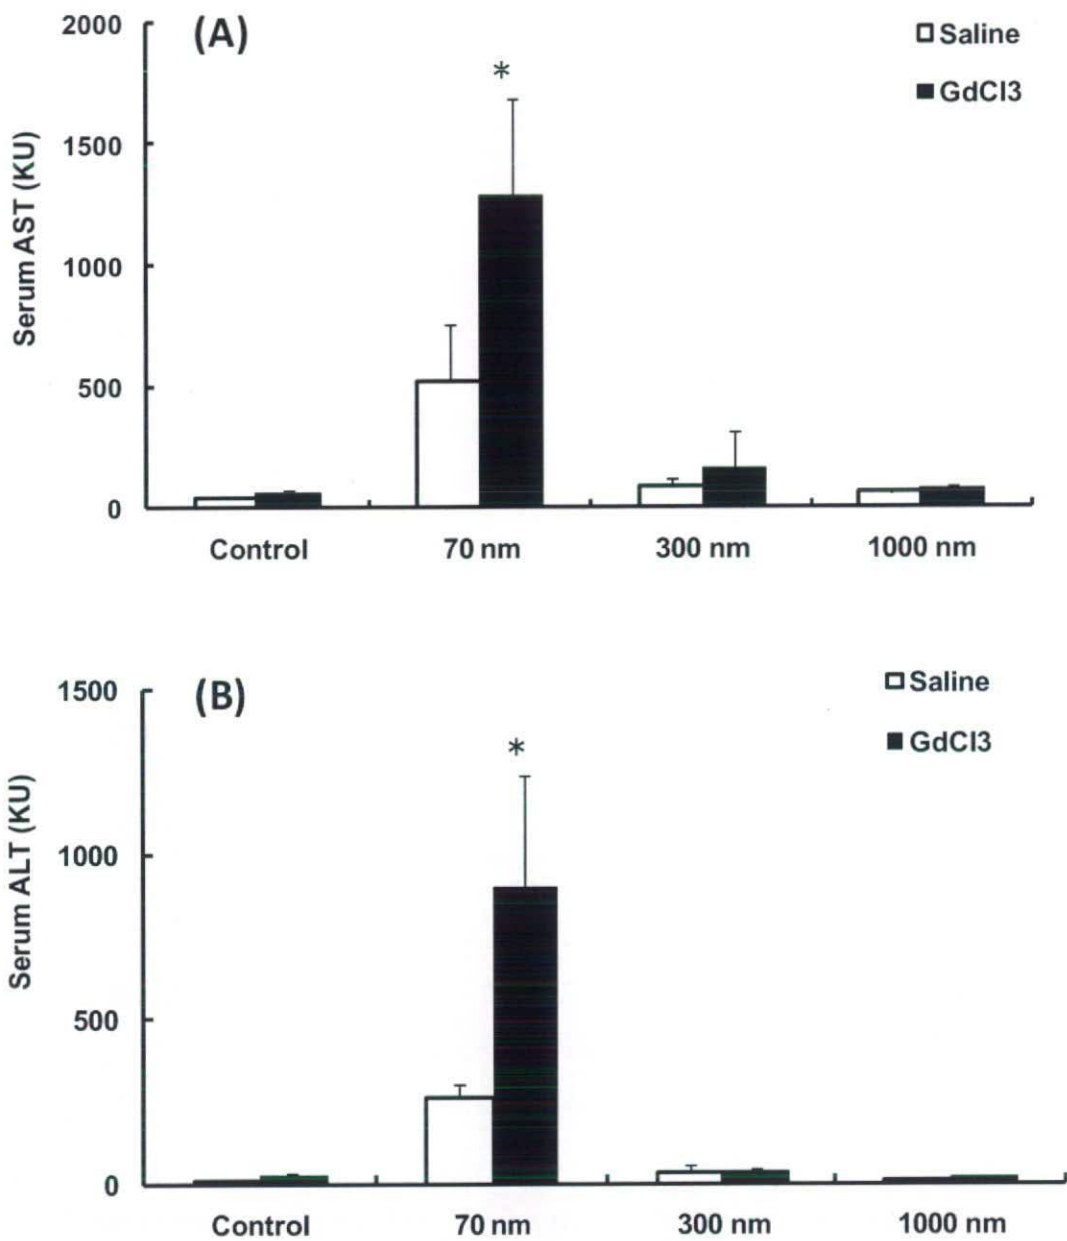 (A)
Saline
GdCl3
*
Serum AST (KU)
2000
1500
1000
500
0
Control 70 nm 300 nm 1000 nm
(B)
Saline
GdCl3
*
Serum ALT (KU)
1500
1000
500
0
Control 70 nm 300 nm 1000 nm